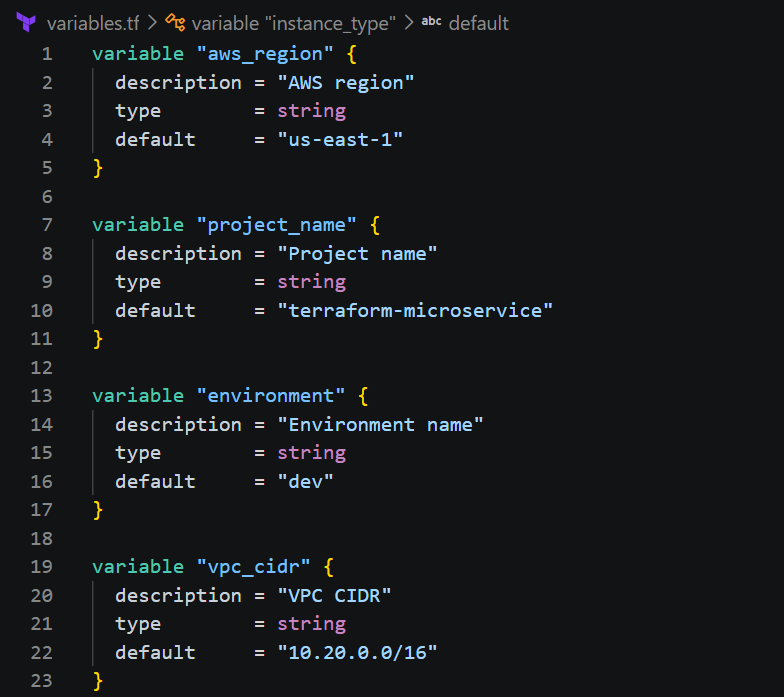 variables.tf > variable "instance_type" > abc default
1 variable "aws_region" {
2   description = "AWS region"
3   type        = string
4   default     = "us-east-1"
5 }
6
7 variable "project_name" {
8   description = "Project name"
9   type        = string
10   default     = "terraform-microservice"
11 }
12
13 variable "environment" {
14   description = "Environment name"
15   type        = string
16   default     = "dev"
17 }
18
19 variable "vpc_cidr" {
20   description = "VPC CIDR"
21   type        = string
22   default     = "10.20.0.0/16"
23 }